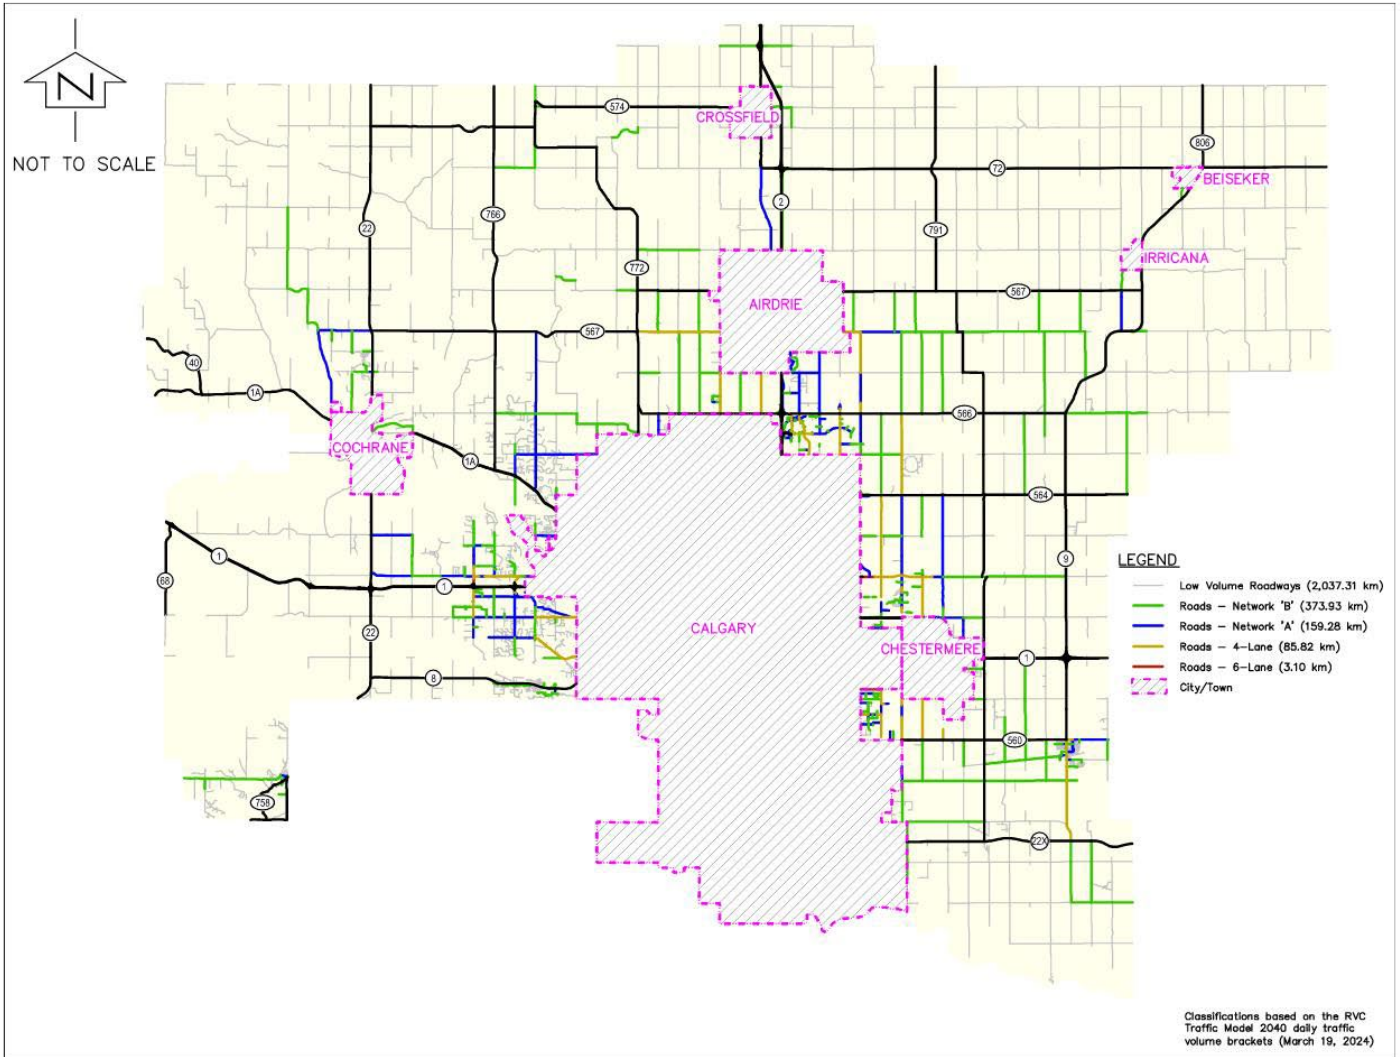 N
NOT TO SCALE
574
CROSSFIELD
806
72
BEISEKER
2
766
22
791
772
IRRICANA
567
AIRDRIE
567
40
1A
566
COCHRANE
1A
564
1
9
68
1
22
CALGARY
CHESTERMERE
1
8
560
758
22X
LEGEND
Low Volume Roadways (2,037.31 km)
Roads - Network 'B' (373.93 km)
Roads - Network 'A' (159.28 km)
Roads - 4-Lane (85.82 km)
Roads - 6-Lane (3.10 km)
City/Town
Classifications based on the RVC
Traffic Model 2040 daily traffic
volume brackets (March 19, 2024)